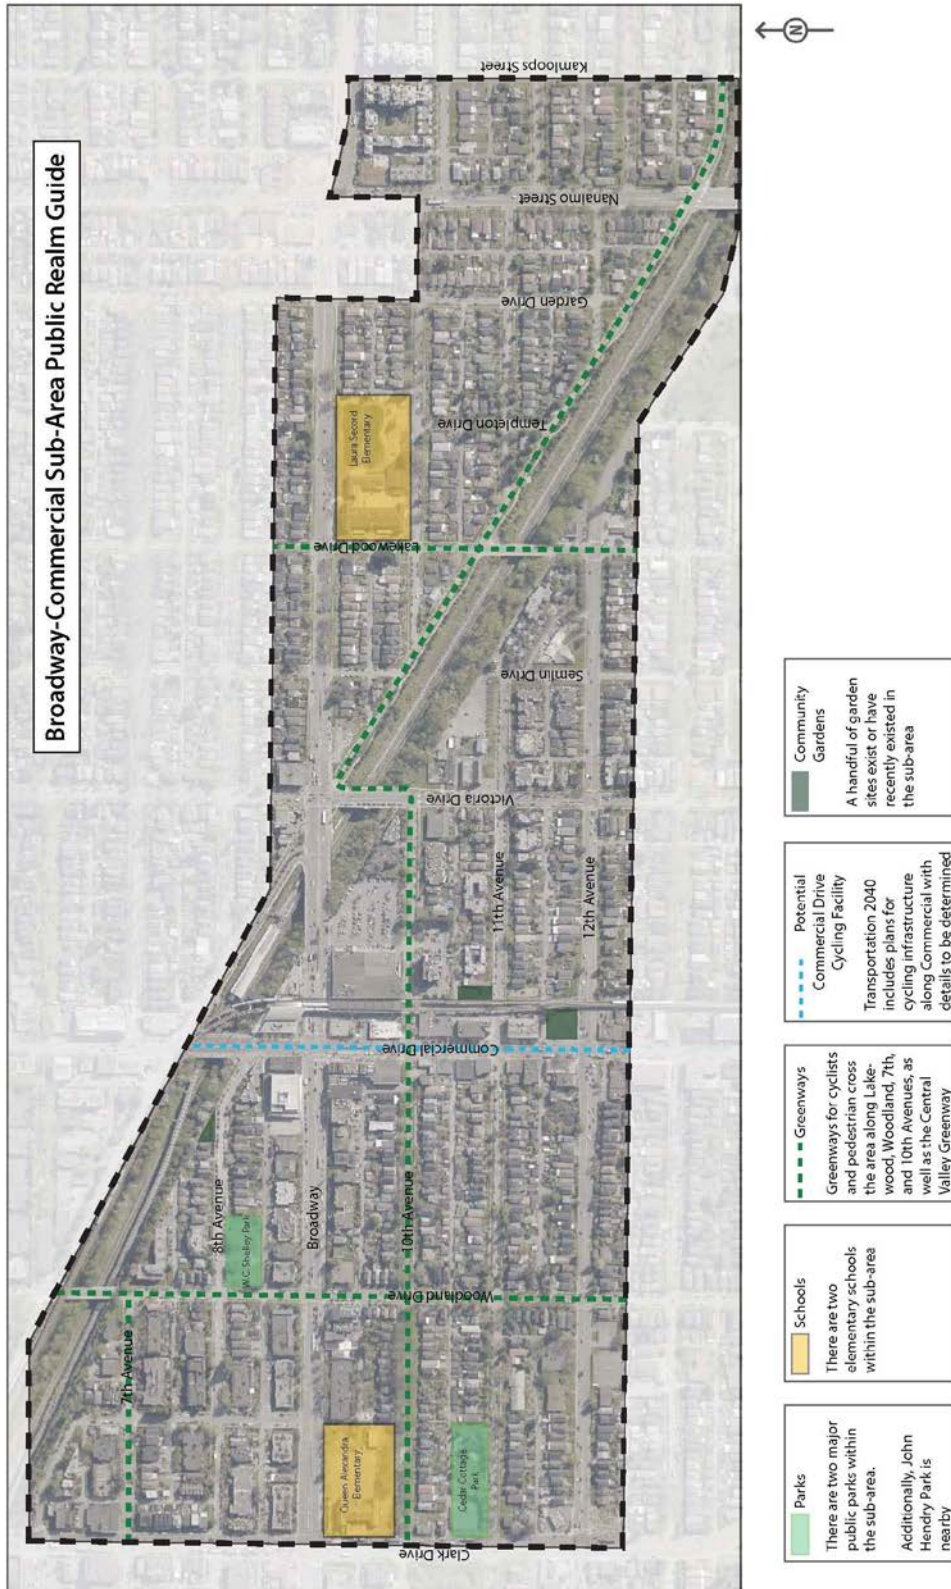 Broadway-Commercial Sub-Area Public Realm Guide
N
Kamloops Street
Nanaimo Street
Garden Drive
Templeton Drive
Laura Secord
Elementary
Lakewood Drive
Semlin Drive
Victoria Drive
11th Avenue
12th Avenue
Commercial Drive
8th Avenue
W.C. Shelley Park
Broadway
10th Avenue
Woodland Drive
7th Avenue
Queen Alexandra
Elementary
Cedar Cottage
Park
Clark Drive
Parks
There are two major
public parks within
the sub-area.
Additionally, John
Hendry Park is
nearby
Schools
There are two
elementary schools
within the sub-area
Greenways
Greenways for cyclists
and pedestrian cross
the area along Lake-
wood, Woodland, 7th,
and 10th Avenues, as
well as the Central
Valley Greenway
Potential
Commercial Drive
Cycling Facility
Transportation 2040
includes plans for
cycling infrastructure
along Commercial with
details to be determined
Community
Gardens
A handful of garden
sites exist or have
recently existed in
the sub-area